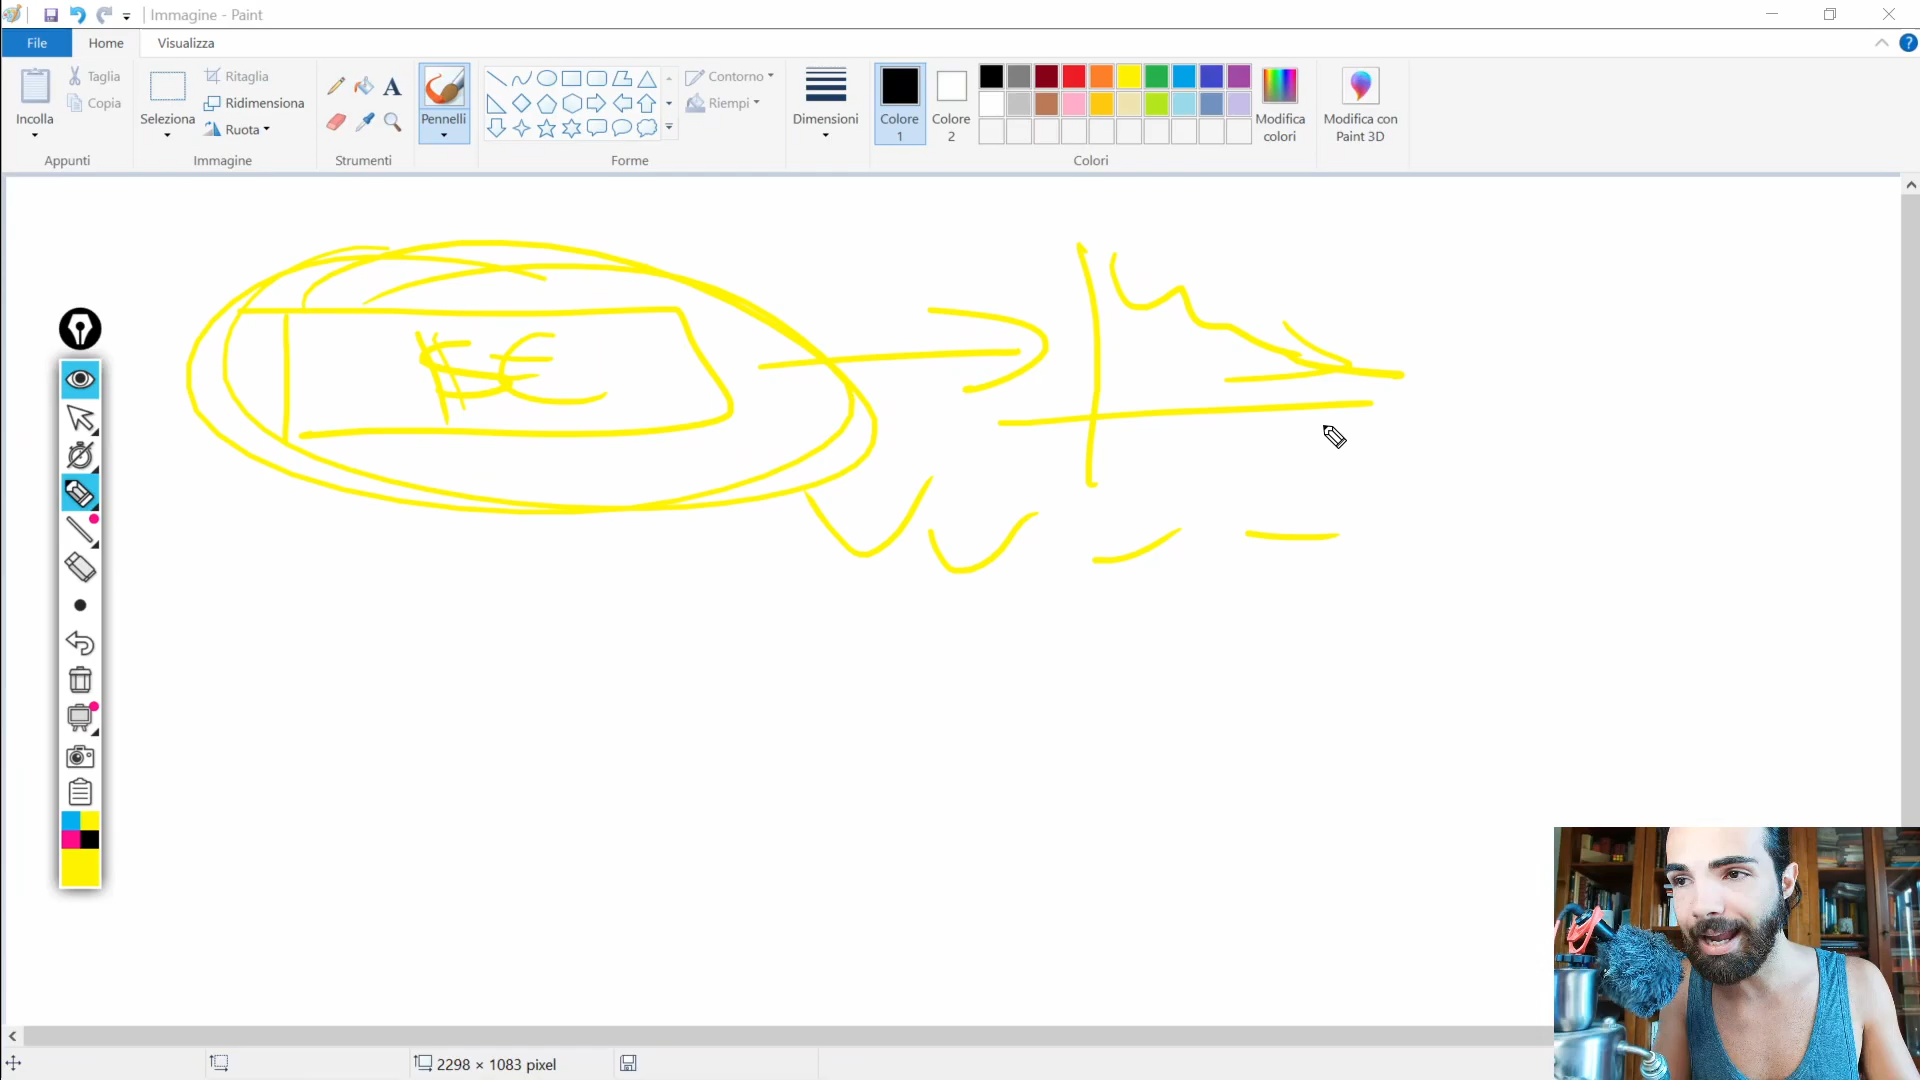 Immagine - Paint
File Home Visualizza ?
Incolla Taglia Copia Seleziona Ritaglia Ridimensiona Ruota A Pennelli Contorno Riempi Dimensioni Colore 1 Colore 2 Modifica colori Modifica con Paint 3D
Appunti Immagine Strumenti Forme Colori
$€
2298 × 1083 pixel